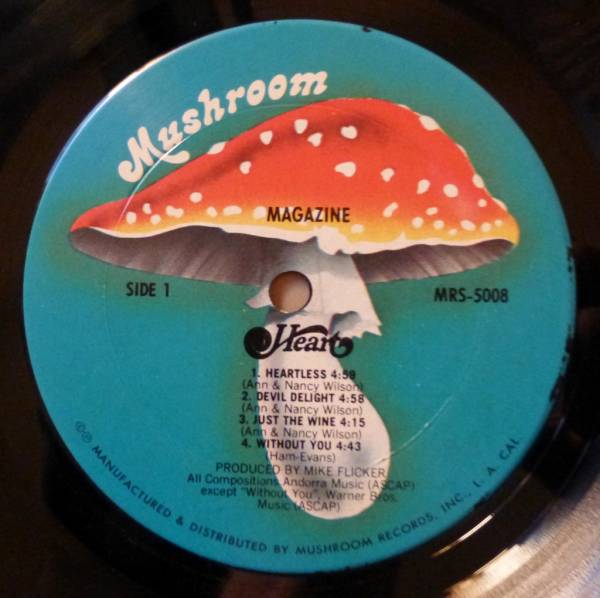 Mushroom
MAGAZINE
SIDE 1
MRS-5008
Heart
1. HEARTLESS 4:59
(Ann & Nancy Wilson)
2. DEVIL DELIGHT 4:58
(Ann & Nancy Wilson)
3. JUST THE WINE 4:15
(Ann & Nancy Wilson)
4. WITHOUT YOU 4:43
(Ham-Evans)
PRODUCED BY MIKE FLICKER
All Compositions Andorra Music (ASCAP)
except "Without You", Warner Bros.
Music (ASCAP)
©℗ MANUFACTURED & DISTRIBUTED BY MUSHROOM RECORDS, INC., L. A. CAL